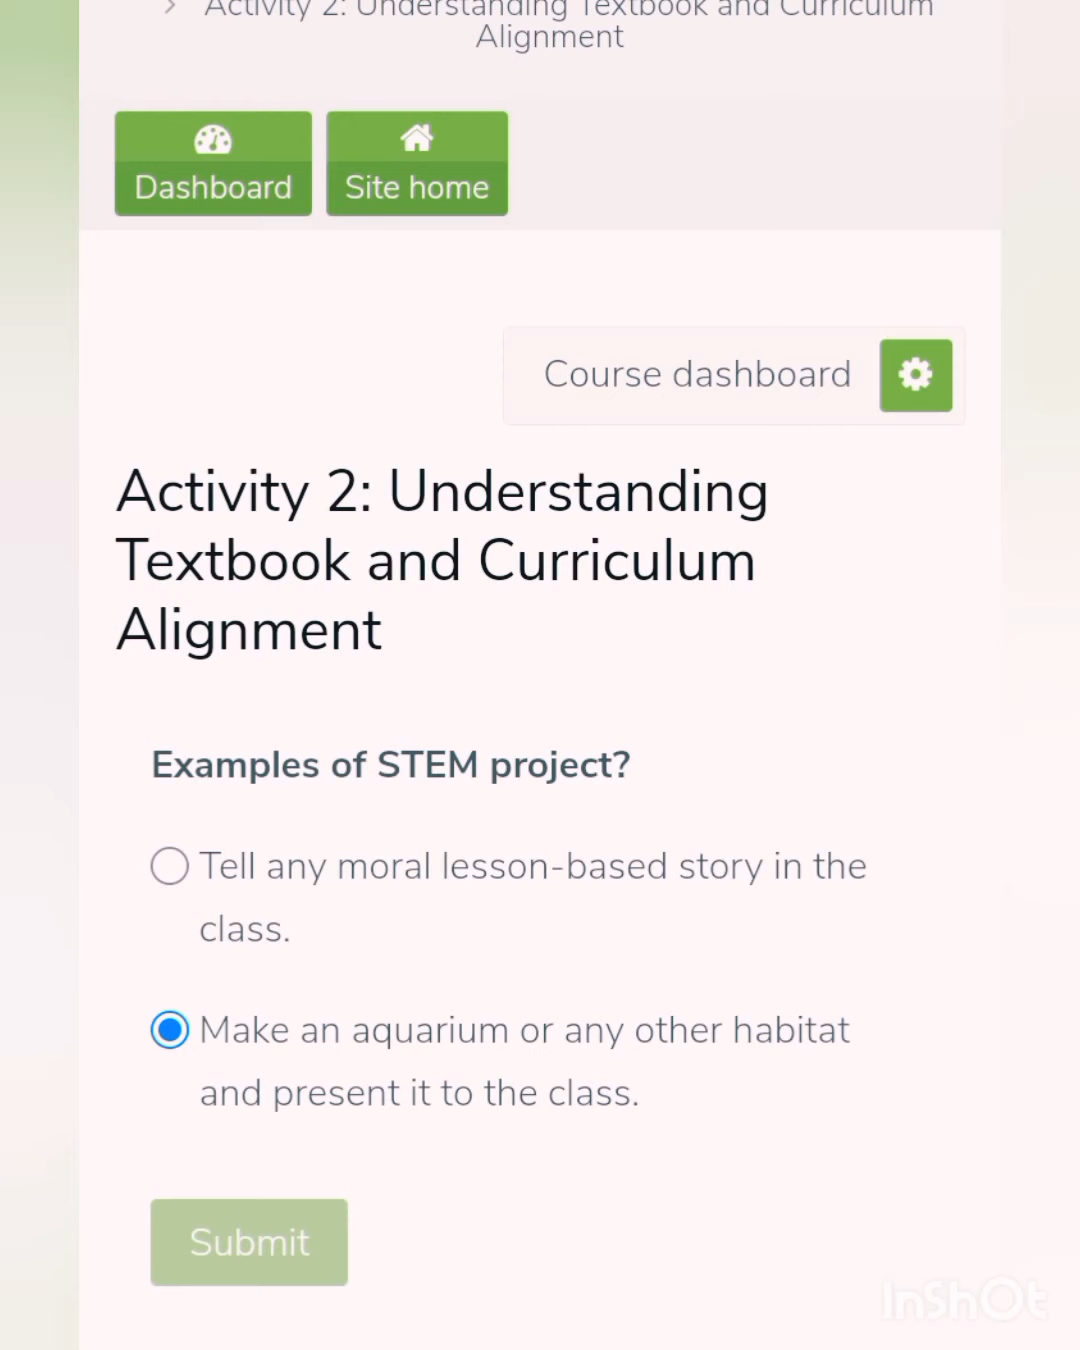 > Activity 2: Understanding Textbook and Curriculum
Alignment
Dashboard
Site home
Course dashboard
Activity 2: Understanding
Textbook and Curriculum
Alignment
Examples of STEM project?
Tell any moral lesson-based story in the
class.
Make an aquarium or any other habitat
and present it to the class.
Submit
InShOt